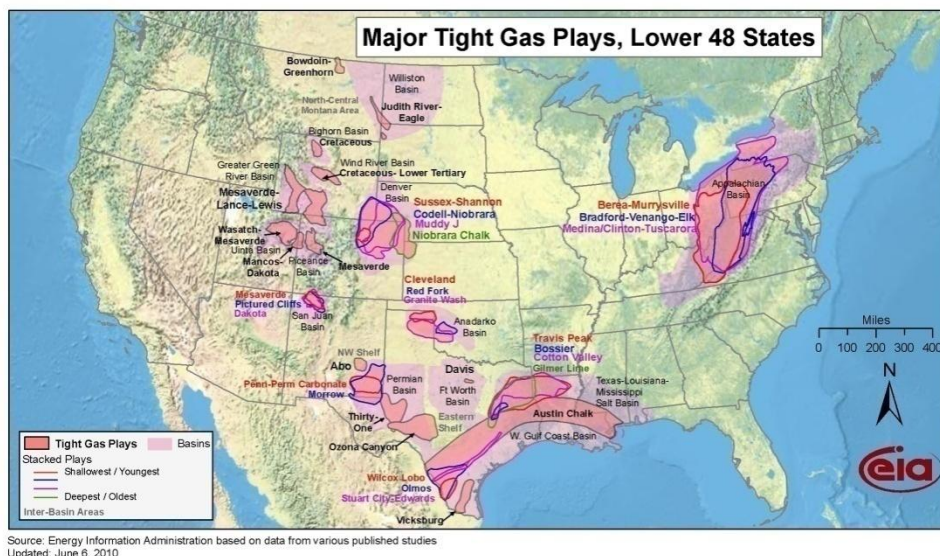 Major Tight Gas Plays, Lower 48 States
Bowdoin-
Greenhorn
Williston
Basin
North-Central
Montana Area
Judith River-
Eagle
Bighorn Basin
Cretaceous
Greater Green
River Basin
Wind River Basin
Cretaceous- Lower Tertiary
Mesaverde-
Lance-Lewis
Denver
Basin
Sussex-Shannon
Codell-Niobrara
Muddy J
Niobrara Chalk
Appalachian
Basin
Berea-Murrysville
Bradford-Venango-Elk
Medina/Clinton-Tuscarora
Wasatch-
Mesaverde
Uinta Basin
Mancos-
Dakota
Piceance
Basin
Mesaverde
Mesaverde
Pictured Cliffs
Dakota
San Juan
Basin
Cleveland
Red Fork
Granite Wash
Anadarko
Basin
Miles
0 100 200 300 400
N
NW Shelf
Abo
Penn-Perm Carbonate
Morrow
Permian
Basin
Davis
Ft Worth
Basin
Travis Peak
Bossier
Cotton Valley
Gilmer Lime
Texas-Louisiana-
Mississippi
Salt Basin
Thirty-
One
Ozona Canyon
Eastern
Shelf
Austin Chalk
W. Gulf Coast Basin
Wilcox Lobo
Olmos
Stuart City-Edwards
Vicksburg
Tight Gas Plays
Basins
Stacked Plays
Shallowest / Youngest
Deepest / Oldest
Inter-Basin Areas
eia
Source: Energy Information Administration based on data from various published studies
Updated: June 6, 2010